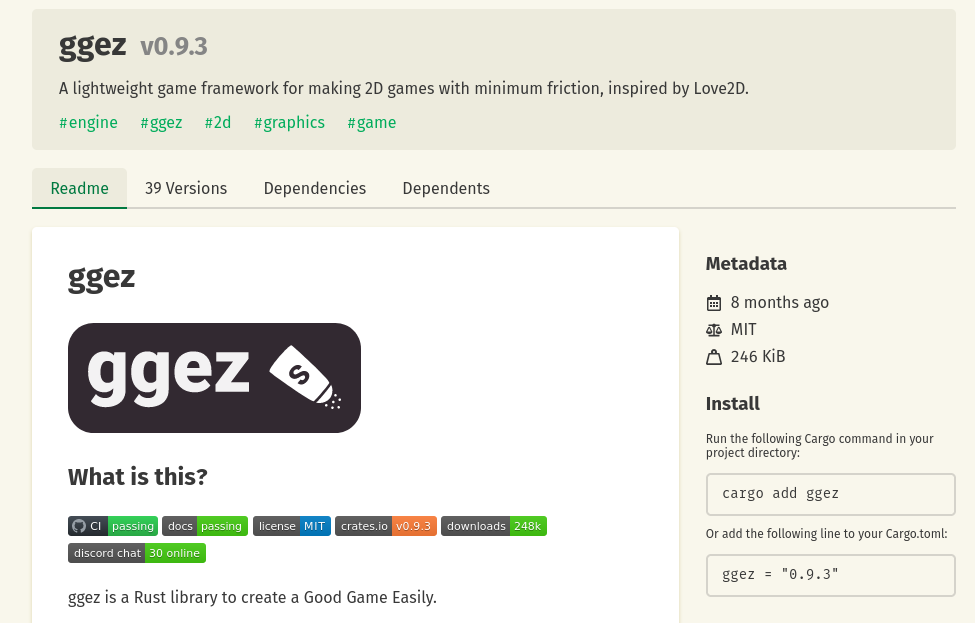 ggez v0.9.3
A lightweight game framework for making 2D games with minimum friction, inspired by Love2D.
#engine #ggez #2d #graphics #game
Readme 39 Versions Dependencies Dependents
ggez
ggez S
What is this?
CI passing docs passing license MIT crates.io v0.9.3 downloads 248k
discord chat 30 online
ggez is a Rust library to create a Good Game Easily.
Metadata
8 months ago
MIT
246 KiB
Install
Run the following Cargo command in your
project directory:
cargo add ggez
Or add the following line to your Cargo.toml:
ggez = "0.9.3"